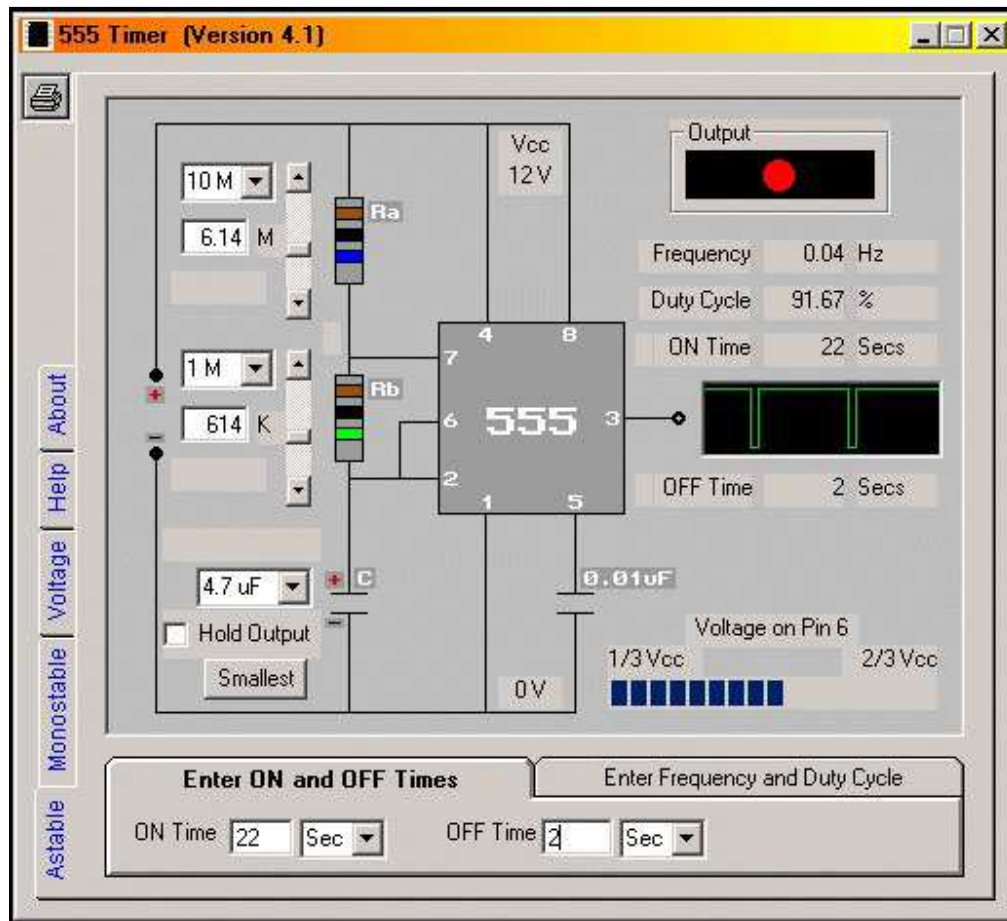 555 Timer (Version 4.1)
Vcc
12V
Output
10 M
Ra
6.14 M
Frequency 0.04 Hz
Duty Cycle 91.67 %
4 8
ON Time 22 Secs
7
1 M
Rb
About
+
614 K
6
555
3
-
2
Help
OFF Time 2 Secs
1 5
Voltage
4.7 uF
+ C
0.01uF
-
Hold Output
Voltage on Pin 6
1/3 Vcc 2/3 Vcc
Smallest
0V
Monostable
Enter ON and OFF Times
Enter Frequency and Duty Cycle
Astable
ON Time 22 Sec
OFF Time 2 Sec